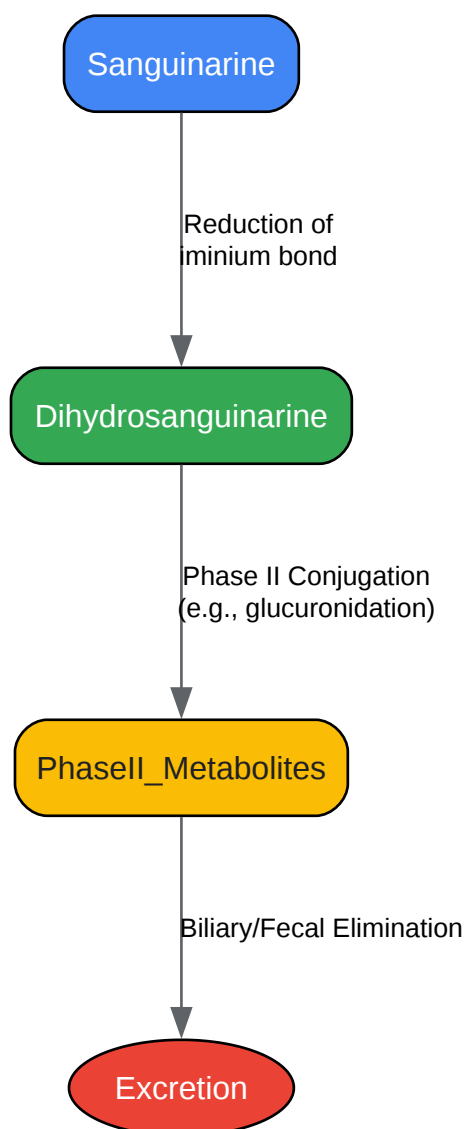 Sanguinarine
Reduction of
iminium bond
Dihydrosanguinarine
Phase II Conjugation
(e.g., glucuronidation)
PhaseII_Metabolites
Biliary/Fecal Elimination
Excretion